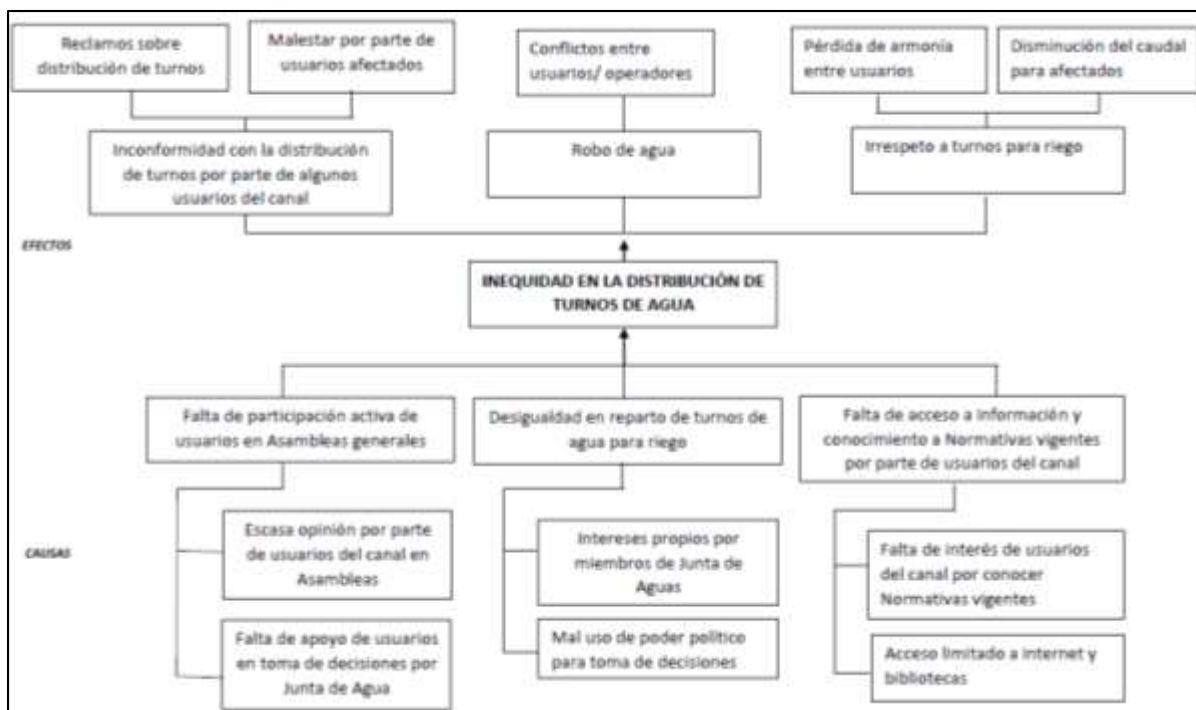 Reclamos sobre
distribución de turnos
Malestar por parte de
usuarios afectados
Conflictos entre
usuarios/ operadores
Pérdida de armonía
entre usuarios
Disminución del caudal
para afectados
Inconformidad con la distribución
de turnos por parte de algunos
usuarios del canal
Robo de agua
Irrespeto a turnos para riego
EFECTOS
INEQUIDAD EN LA DISTRIBUCIÓN DE
TURNOS DE AGUA
Falta de participación activa de
usuarios en Asambleas generales
Desigualdad en reparto de turnos de
agua para riego
Falta de acceso a Información y
conocimiento a Normativas vigentes
por parte de usuarios del canal
CAUSAS
Escasa opinión por parte
de usuarios del canal en
Asambleas
Intereses propios por
miembros de Junta de
Aguas
Falta de interés de usuarios
del canal por conocer
Normativas vigentes
Falta de apoyo de usuarios
en toma de decisiones por
Junta de Agua
Mal uso de poder político
para toma de decisiones
Acceso limitado a Internet y
bibliotecas